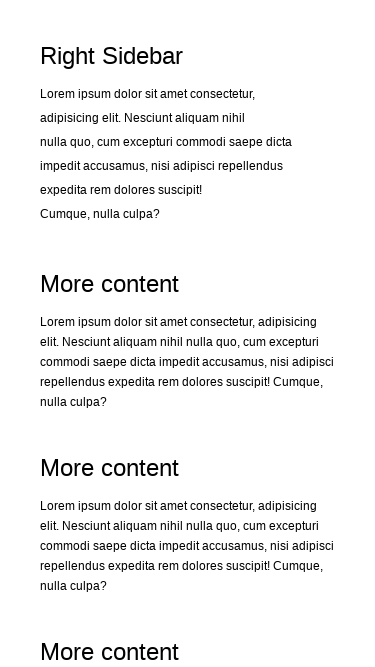 Right Sidebar
Lorem ipsum dolor sit amet consectetur,
adipisicing elit. Nesciunt aliquam nihil
nulla quo, cum excepturi commodi saepe dicta
impedit accusamus, nisi adipisci repellendus
expedita rem dolores suscipit!
Cumque, nulla culpa?
More content
Lorem ipsum dolor sit amet consectetur, adipisicing
elit. Nesciunt aliquam nihil nulla quo, cum excepturi
commodi saepe dicta impedit accusamus, nisi adipisci
repellendus expedita rem dolores suscipit! Cumque,
nulla culpa?
More content
Lorem ipsum dolor sit amet consectetur, adipisicing
elit. Nesciunt aliquam nihil nulla quo, cum excepturi
commodi saepe dicta impedit accusamus, nisi adipisci
repellendus expedita rem dolores suscipit! Cumque,
nulla culpa?
More content